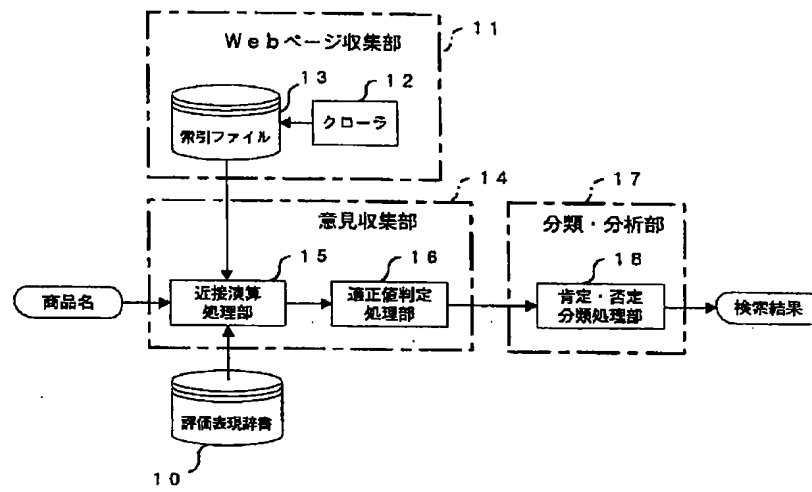 Webページ収集部
11
13
12
索引ファイル
クローラ
14
17
意見収集部
分類・分析部
15
16
18
商品名
近接演算
処理部
適正値判定
処理部
肯定・否定
分類処理部
検索結果
評価表現辞書
10